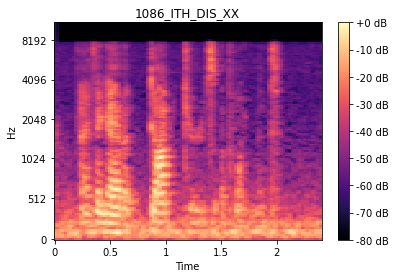 1086_ITH_DIS_XX
8192
4096
2048
1024
512
0
Hz
0
0.5
1
1.5
2
Time
+0 dB
-10 dB
-20 dB
-30 dB
-40 dB
-50 dB
-60 dB
-70 dB
-80 dB